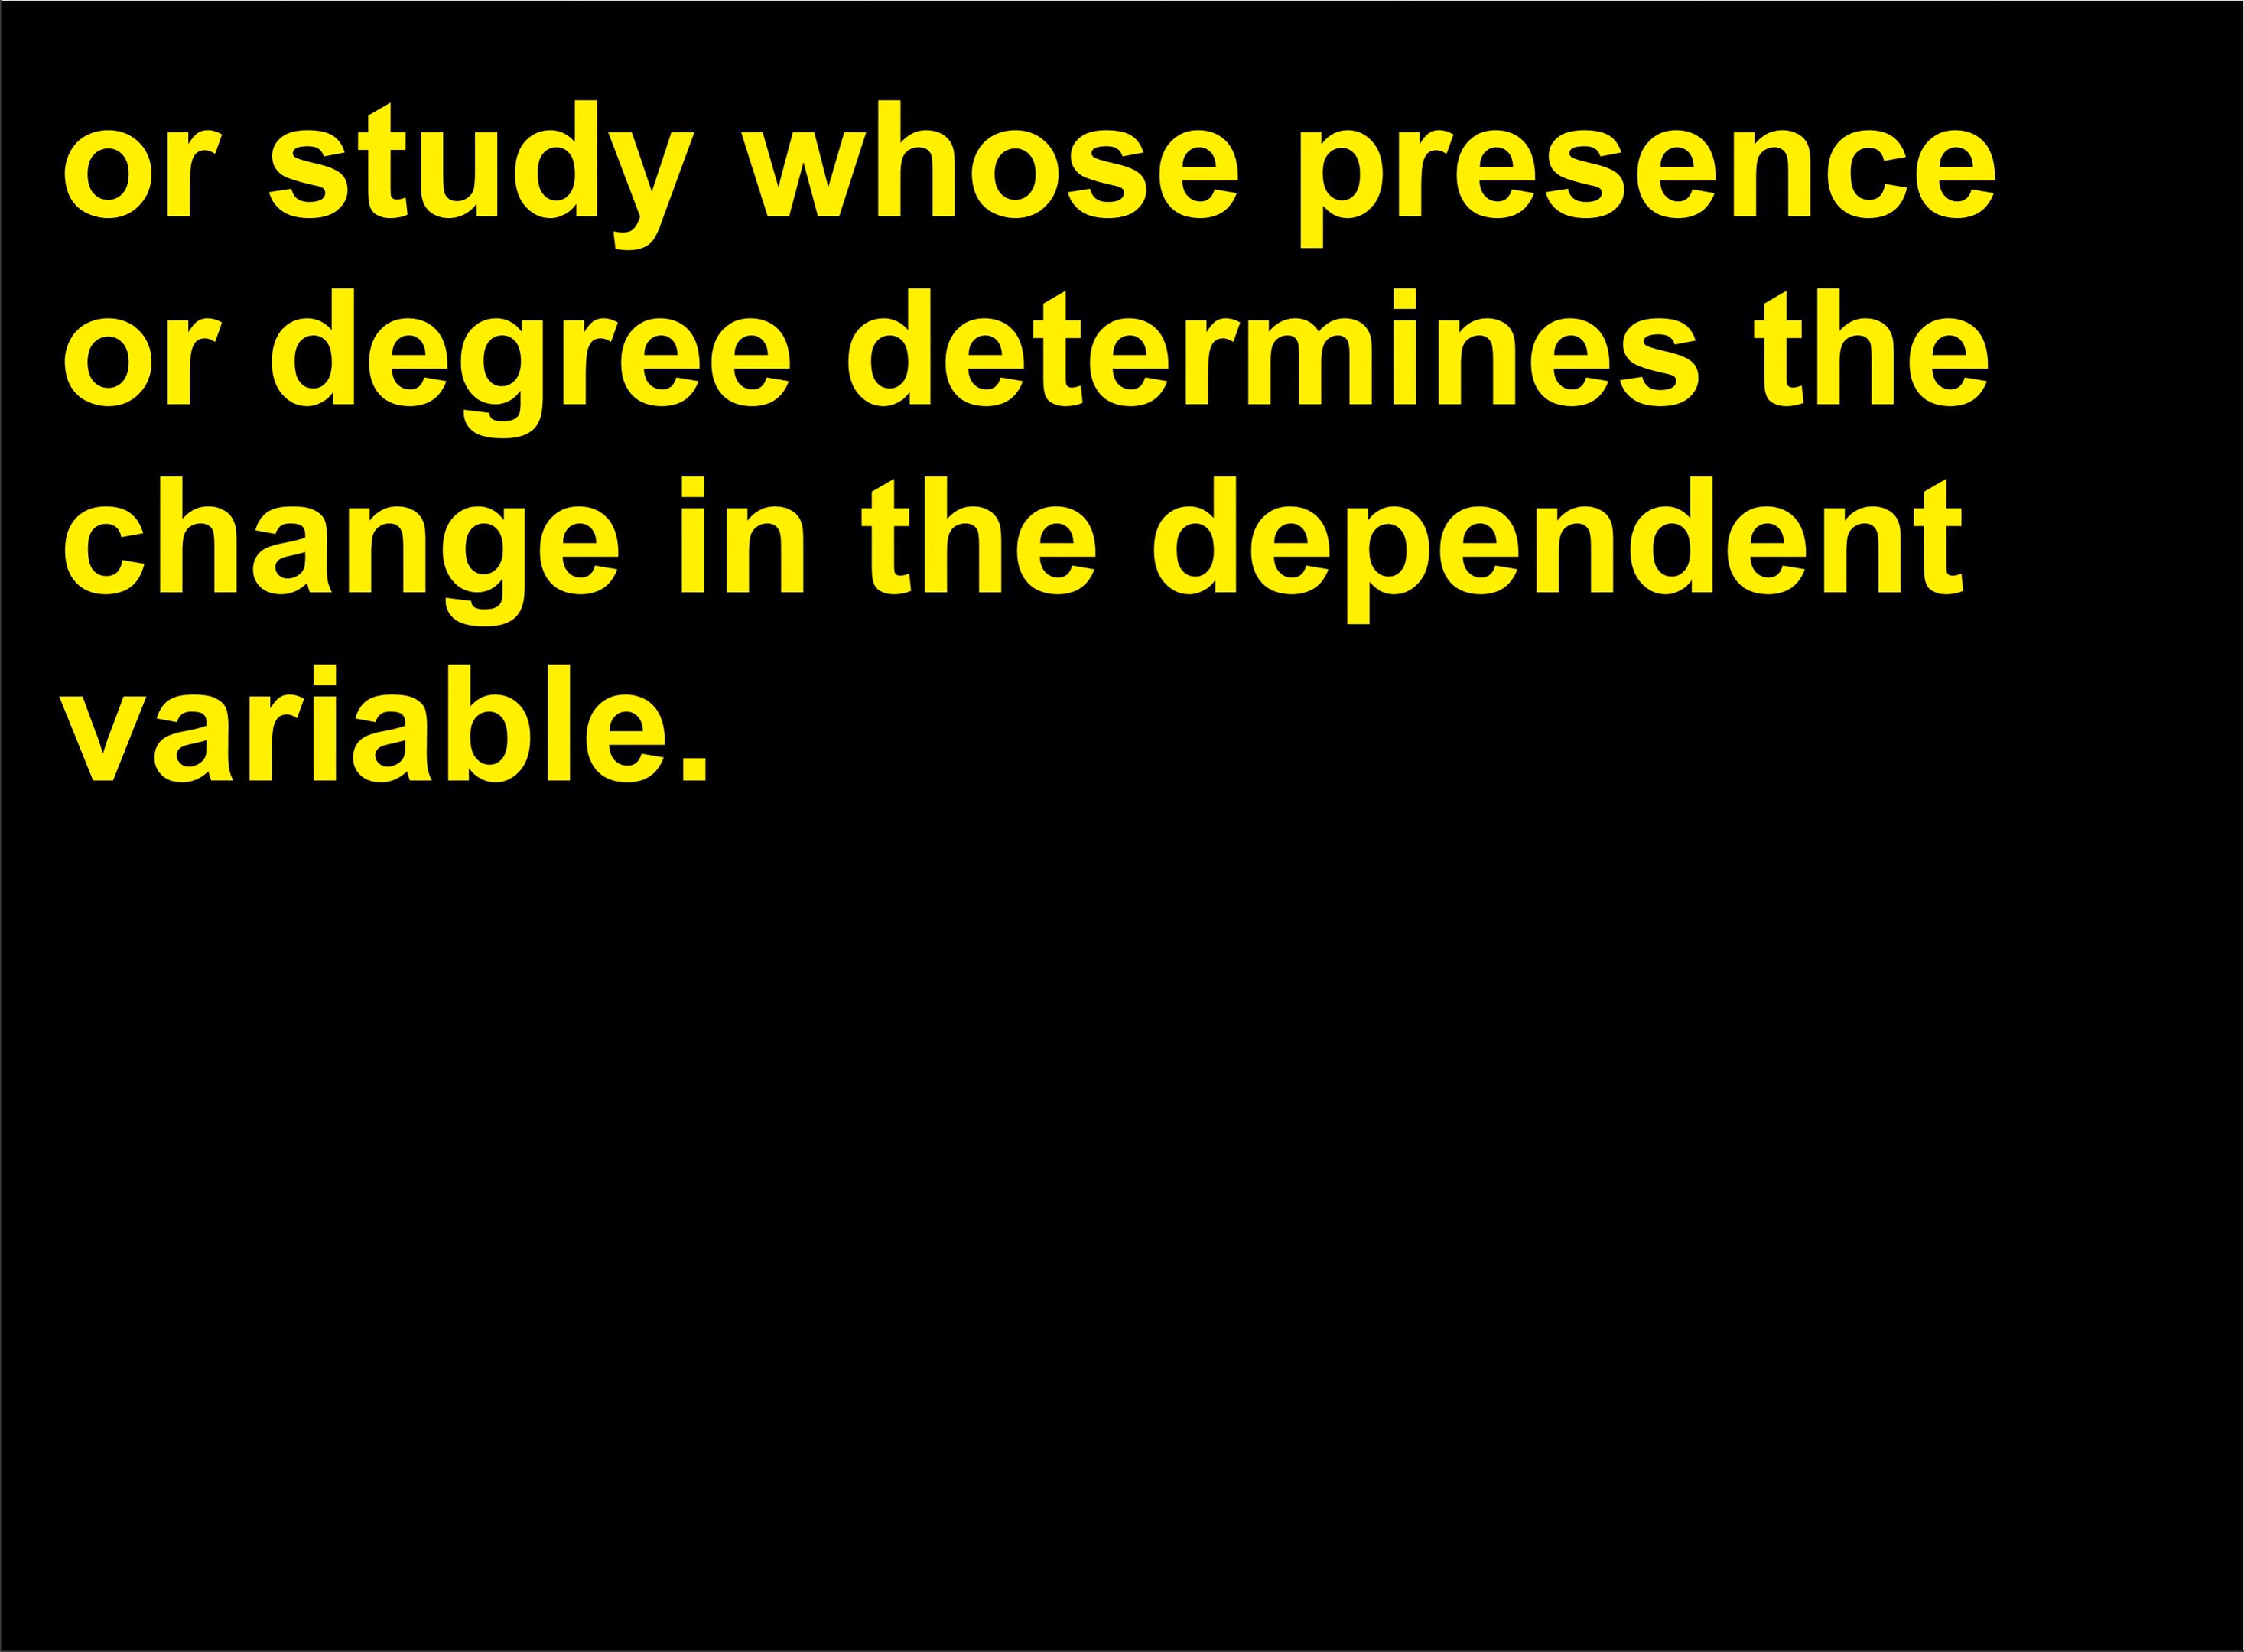 or study whose presence
or degree determines the
change in the dependent
variable.